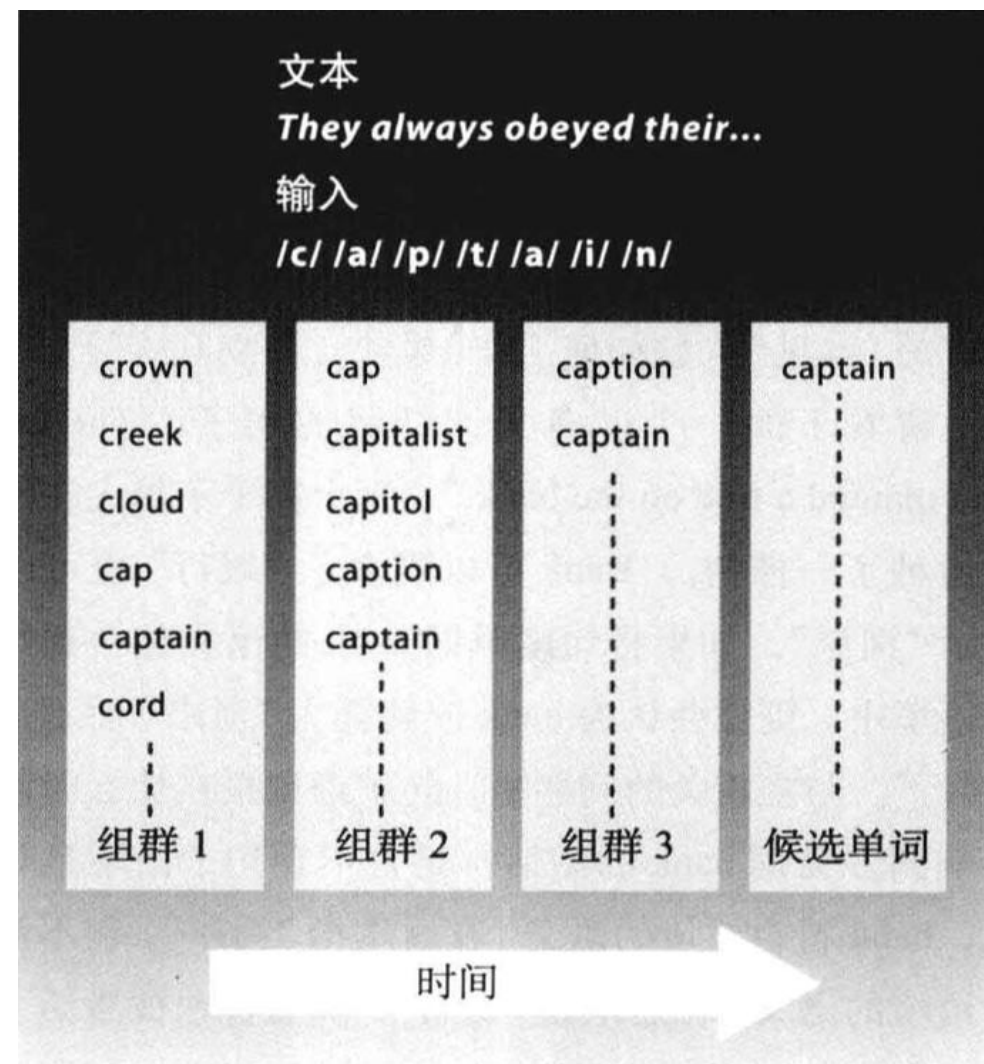 文本
They always obeyed their...
输入
/c/ /a/ /p/ /t/ /a/ /i/ /n/
crown
creek
cloud
cap
captain
cord
组群 1
cap
capitalist
capitol
caption
captain
组群 2
caption
captain
组群 3
captain
候选单词
时间